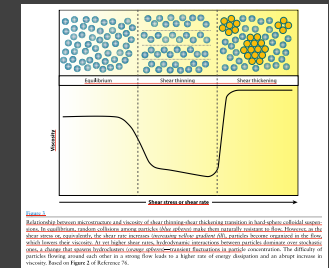 Equilibrium
Shear thinning
Shear thickening
Viscosity
Shear stress or shear rate
Figure 3
Relationship between microstructure and viscosity of shear thinning-shear thickening transition in hard-sphere colloidal suspen-
sions. In equilibrium, random collisions among particles (blue spheres) make them naturally resistant to flow. However, as the
shear stress or, equivalently, the shear rate increases (increasing yellow gradient fill), particles become organized in the flow,
which lowers their viscosity. At yet higher shear rates, hydrodynamic interactions between particles dominate over stochastic
ones, a change that spawns hydroclusters (orange spheres)—transient fluctuations in particle concentration. The difficulty of
particles flowing around each other in a strong flow leads to a higher rate of energy dissipation and an abrupt increase in
viscosity. Based on Figure 2 of Reference 76.